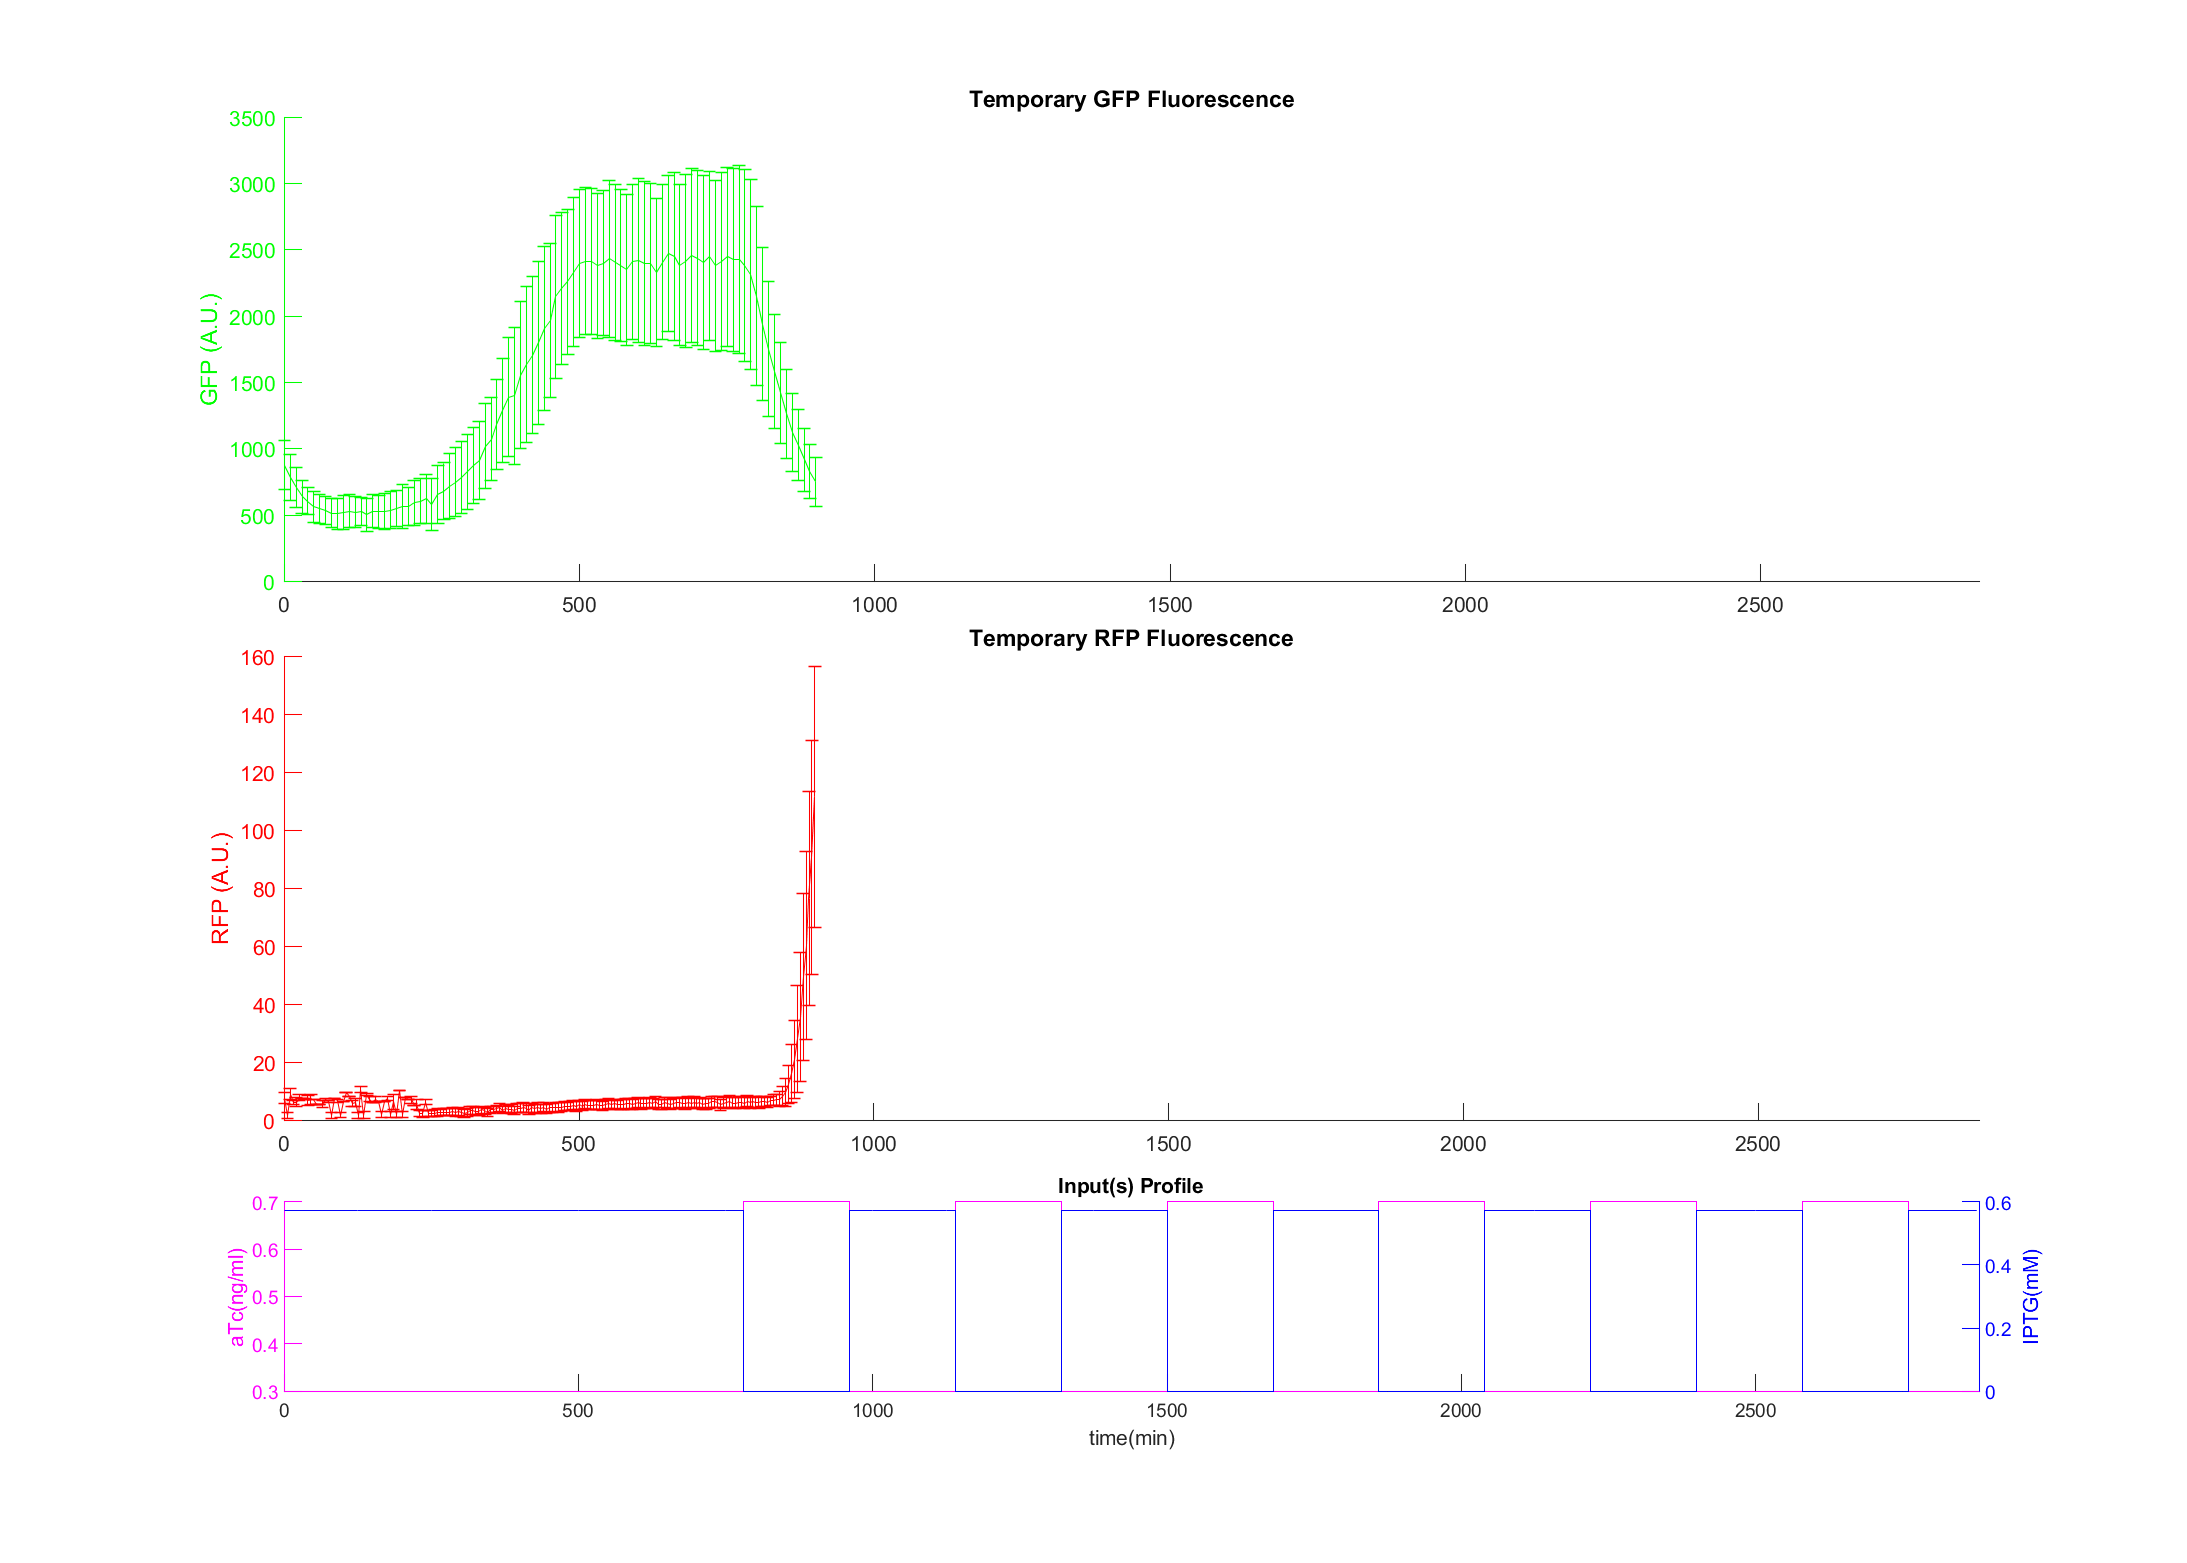 Temporary GFP Fluorescence
3500
3000
2500
2000
1500
1000
500
0
GFP (A.U.)
0 500 1000 1500 2000 2500
Temporary RFP Fluorescence
160
140
120
100
80
60
40
20
0
RFP (A.U.)
0 500 1000 1500 2000 2500
Input(s) Profile
0.7
0.6
0.5
0.4
0.3
aTc(ng/ml)
0.6
0.4
0.2
0
IPTG(mM)
0 500 1000 1500 2000 2500
time(min)